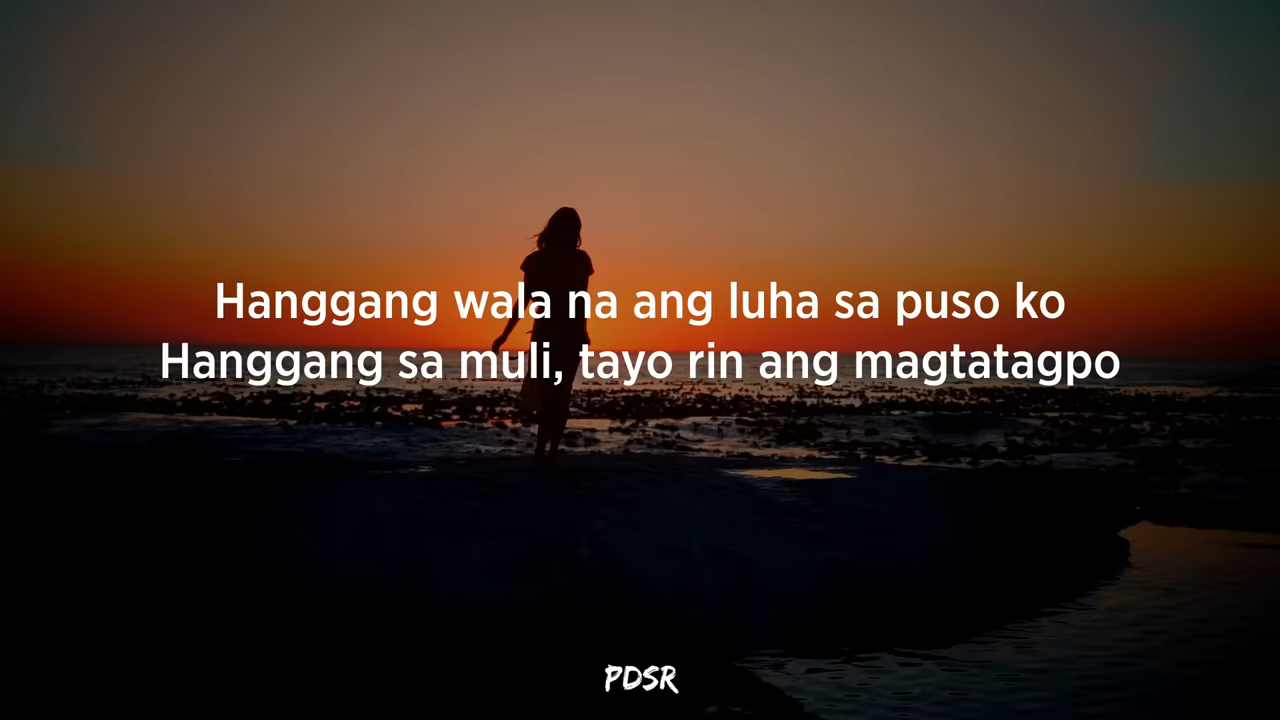 Hanggang wala na ang luha sa puso ko
Hanggang sa muli, tayo rin ang magtatagpo
PDSR